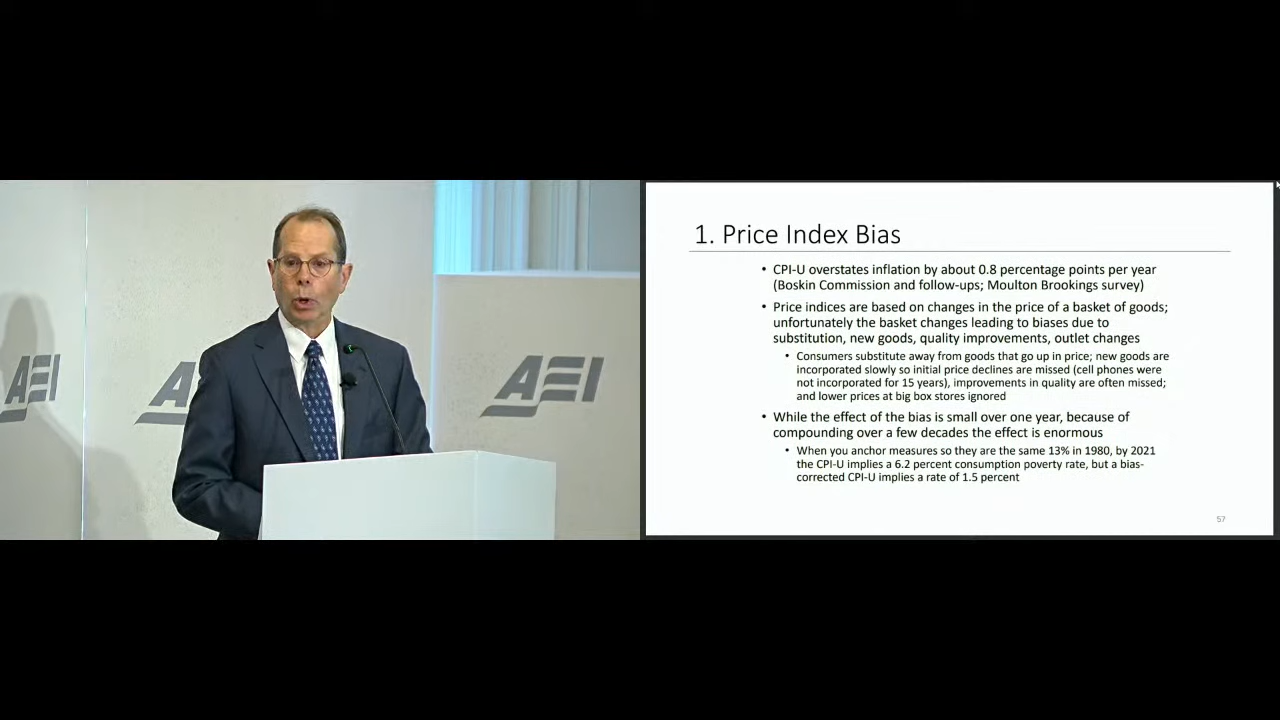 AEI
AEI
AEI
1. Price Index Bias
• CPI-U overstates inflation by about 0.8 percentage points per year
(Boskin Commission and follow-ups; Moulton Brookings survey)
• Price indices are based on changes in the price of a basket of goods;
unfortunately the basket changes leading to biases due to
substitution, new goods, quality improvements, outlet changes
• Consumers substitute away from goods that go up in price; new goods are
incorporated slowly so initial price declines are missed (cell phones were
not incorporated for 15 years), improvements in quality are often missed;
and lower prices at big box stores ignored
• While the effect of the bias is small over one year, because of
compounding over a few decades the effect is enormous
• When you anchor measures so they are the same 13% in 1980, by 2021
the CPI-U implies a 6.2 percent consumption poverty rate, but a bias-
corrected CPI-U implies a rate of 1.5 percent
57